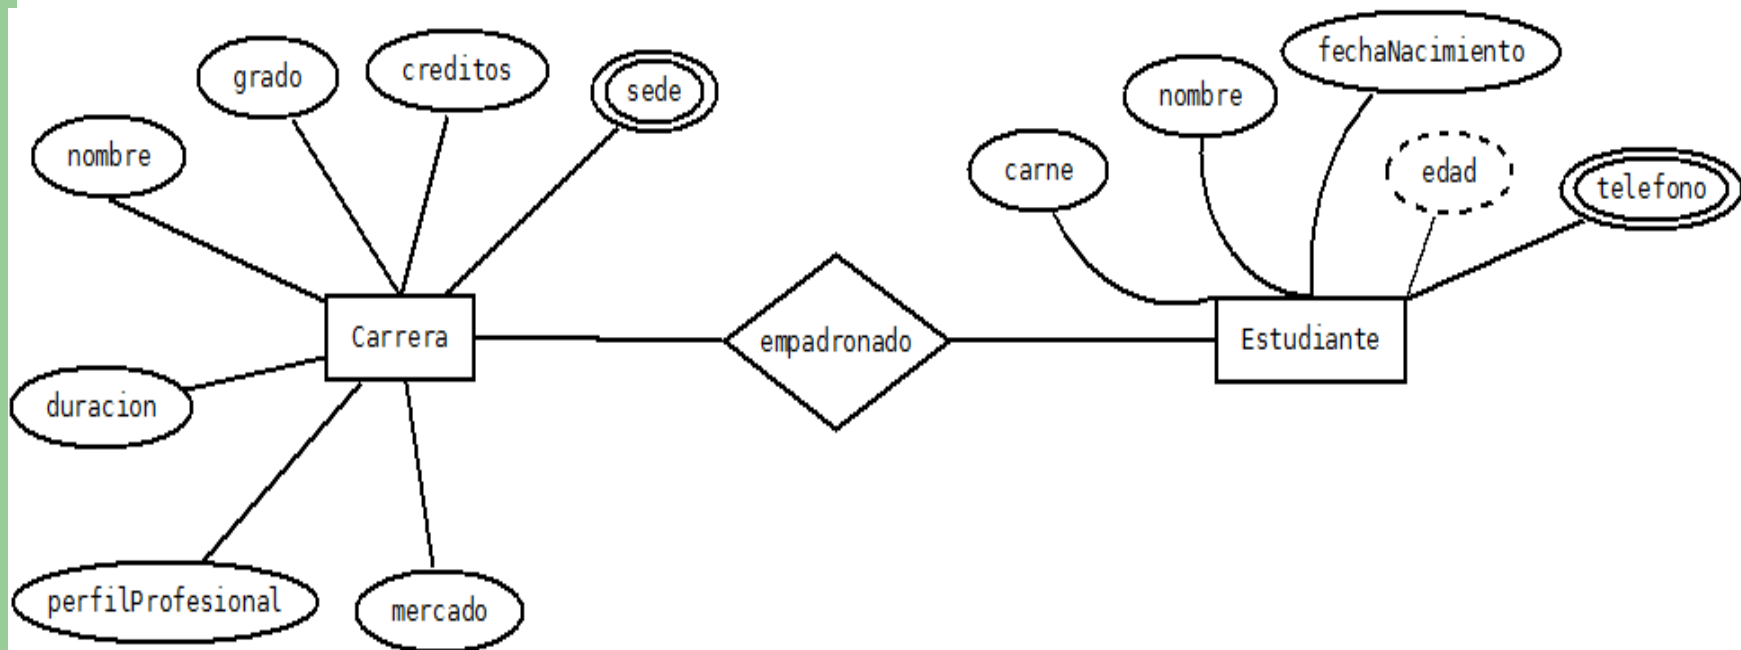 fechaNacimiento
grado
creditos
sede
nombre
nombre
carne
edad
telefono
Carrera
empadronado
Estudiante
duracion
perfilProfesional
mercado